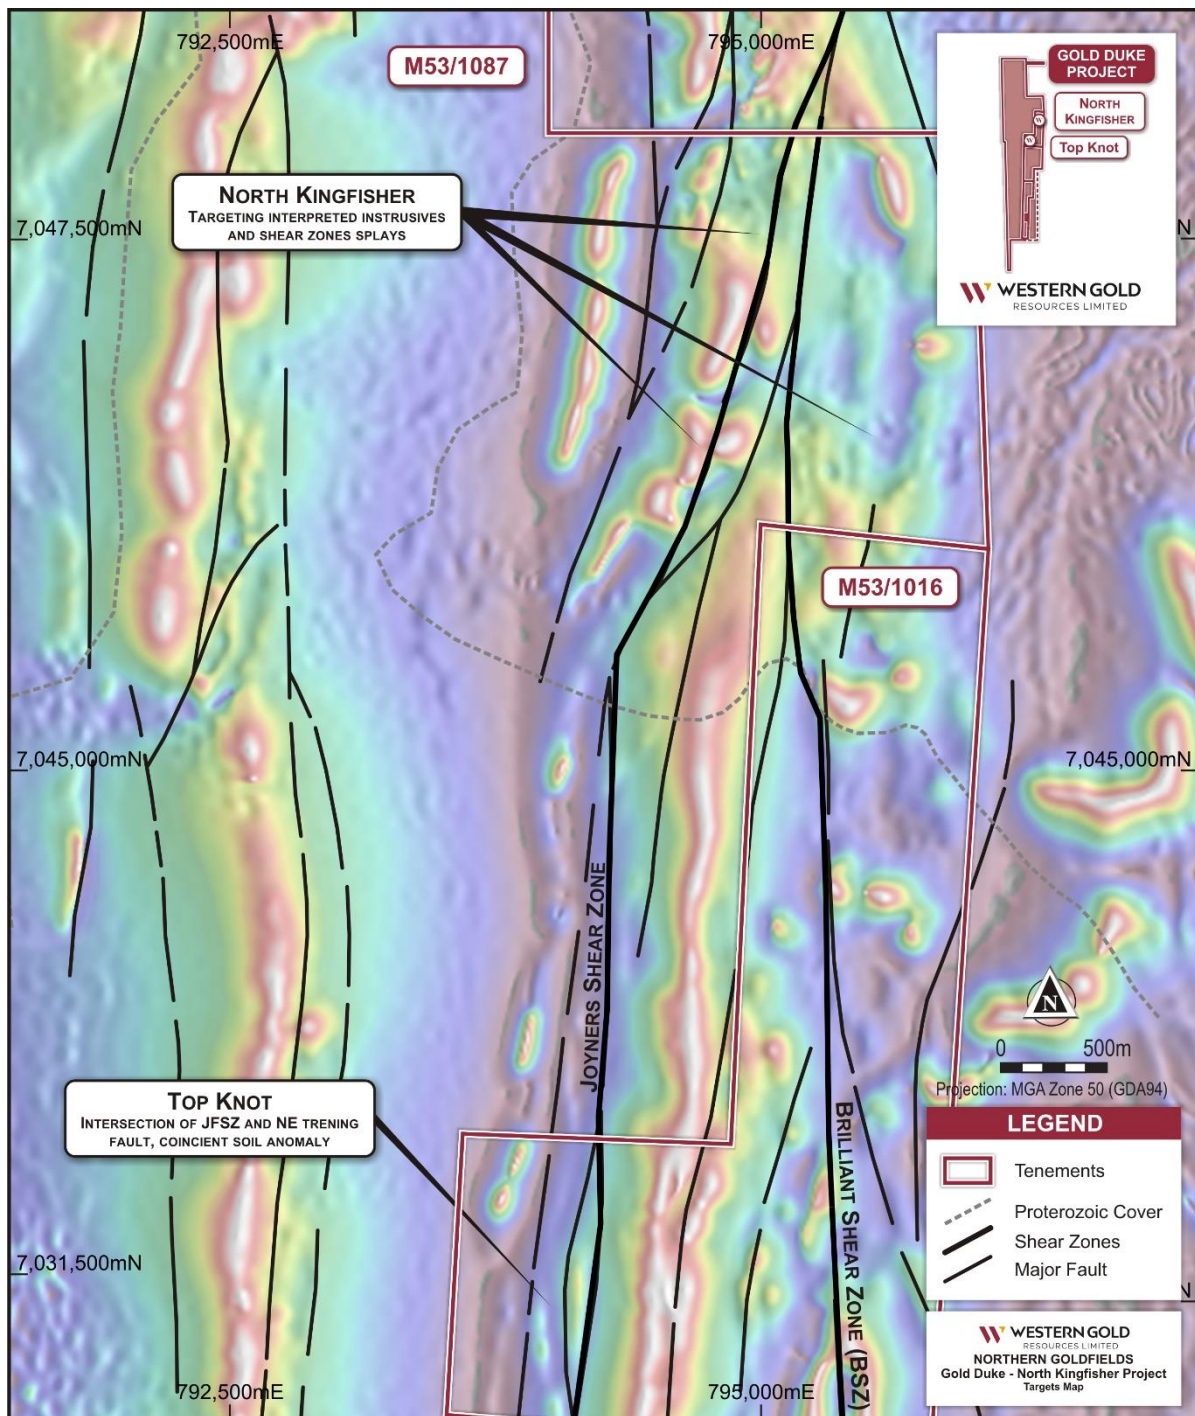 792,500mE
795,000mE
M53/1087
GOLD DUKE
PROJECT
NORTH
KINGFISHER
W
W
Top Knot
WESTERN GOLD
RESOURCES LIMITED
NORTH KINGFISHER
TARGETING INTERPRETED INSTRUSIVES
AND SHEAR ZONES SPLAYS
7,047,500mN
N
M53/1016
7,045,000mN
7,045,000mN
JOYNERS SHEAR ZONE
N
0 500m
Projection: MGA Zone 50 (GDA94)
TOP KNOT
INTERSECTION OF JFSZ AND NE TRENING
FAULT, COINCIENT SOIL ANOMALY
BRILLIANT SHEAR ZONE (BSZ)
LEGEND
Tenements
Proterozoic Cover
Shear Zones
Major Fault
7,031,500mN
N
WESTERN GOLD
RESOURCES LIMITED
NORTHERN GOLDFIELDS
Gold Duke - North Kingfisher Project
Targets Map
792,500mE
795,000mE